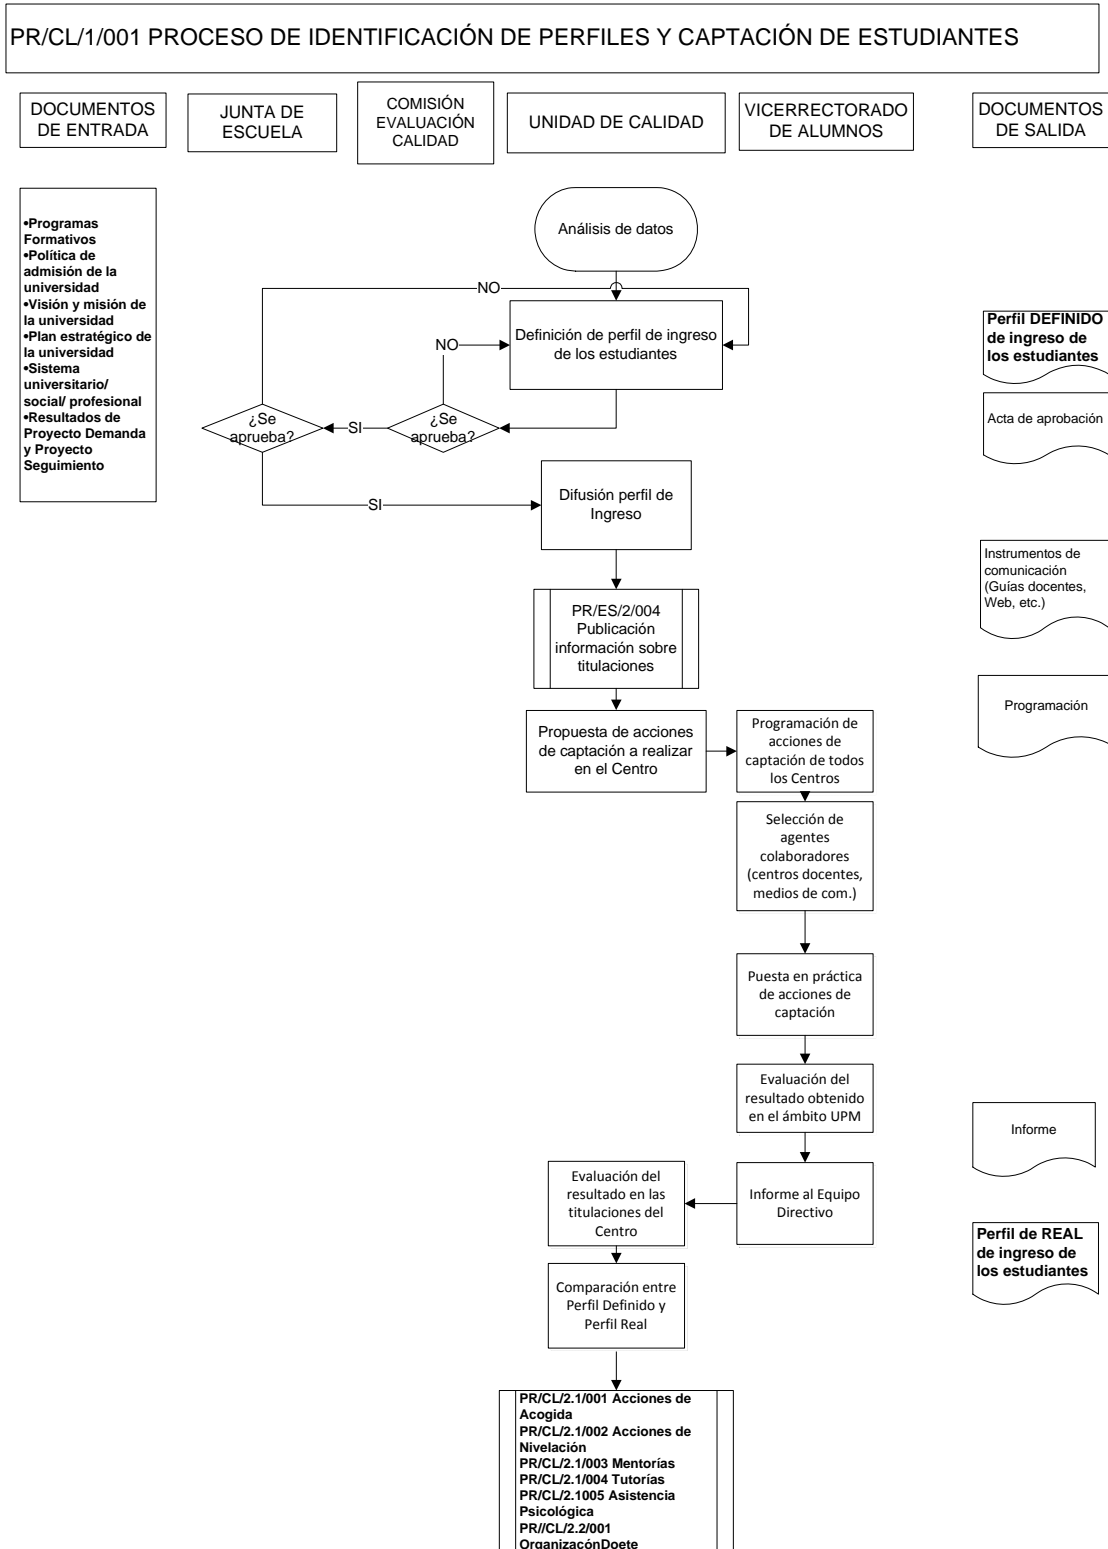 PR/CL/1/001 PROCESO DE IDENTIFICACIÓN DE PERFILES Y CAPTACIÓN DE ESTUDIANTES
DOCUMENTOS
DE ENTRADA
JUNTA DE
ESCUELA
COMISIÓN
EVALUACIÓN
CALIDAD
UNIDAD DE CALIDAD
VICERRECTORADO
DE ALUMNOS
DOCUMENTOS
DE SALIDA
•Programas
Formativos
•Política de
admisión de la
universidad
•Visión y misión de
la universidad
•Plan estratégico de
la universidad
•Sistema
universitario/
social/ profesional
•Resultados de
Proyecto Demanda
y Proyecto
Seguimiento
Análisis de datos
NO
Definición de perfil de ingreso
de los estudiantes
NO
Perfil DEFINIDO
de ingreso de
los estudiantes
¿Se
aprueba?
SI
¿Se
aprueba?
Acta de aprobación
SI
Difusión perfil de
Ingreso
Instrumentos de
comunicación
(Guías docentes,
Web, etc.)
PR/ES/2/004
Publicación
información sobre
titulaciones
Programación
Propuesta de acciones
de captación a realizar
en el Centro
Programación de
acciones de
captación de todos
los Centros
Selección de
agentes
colaboradores
(centros docentes,
medios de com.)
Puesta en práctica
de acciones de
captación
Evaluación del
resultado obtenido
en el ámbito UPM
Informe
Evaluación del
resultado en las
titulaciones del
Centro
Informe al Equipo
Directivo
Perfil de REAL
de ingreso de
los estudiantes
Comparación entre
Perfil Definido y
Perfil Real
PR/CL/2.1/001 Acciones de
Acogida
PR/CL/2.1/002 Acciones de
Nivelación
PR/CL/2.1/003 Mentorías
PR/CL/2.1/004 Tutorías
PR/CL/2.1005 Asistencia
Psicológica
PR//CL/2.2/001
OrganizacónDoete